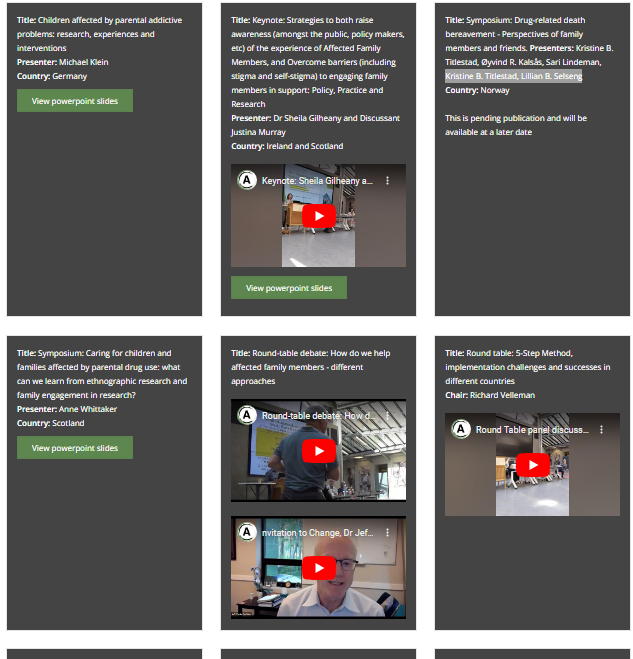 Title: Children affected by parental addictive
problems: research, experiences and
interventions
Presenter: Michael Klein
Country: Germany
View powerpoint slides
Title: Keynote: Strategies to both raise
awareness (amongst the public, policy makers,
etc) of the experience of Affected Family
Members, and Overcome barriers (including
stigma and self-stigma) to engaging family
members in support: Policy, Practice and
Research
Presenter: Dr Sheila Gilheany and Discussant
Justina Murray
Country: Ireland and Scotland
A
Keynote: Sheila Gilheany a...
View powerpoint slides
Title: Symposium: Drug-related death
bereavement - Perspectives of family
members and friends. Presenters: Kristine B.
Titlestad, Øyvind R. Kalsås, Sari Lindeman,
Kristine B. Titlestad, Lillian B. Selseng
Country: Norway
This is pending publication and will be
available at a later date
Title: Symposium: Caring for children and
families affected by parental drug use: what
can we learn from ethnographic research and
family engagement in research?
Presenter: Anne Whittaker
Country: Scotland
View powerpoint slides
Title: Round-table debate: How do we help
affected family members - different
approaches
A
Round-table debate: How d...
A
nvitation to Change, Dr Jef...
Title: Round table: 5-Step Method,
implementation challenges and successes in
different countries
Chair: Richard Velleman
A
Round Table panel discuss...